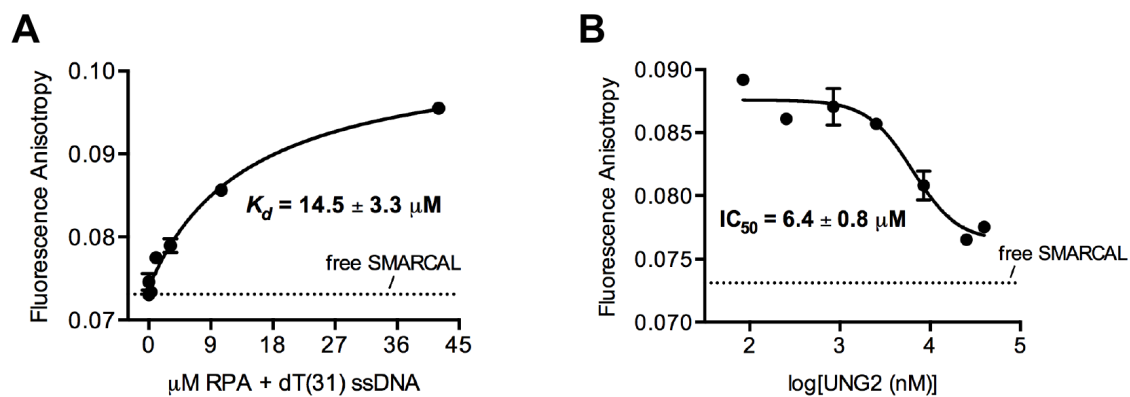 A
Fluorescence Anisotropy
0.10
0.09
0.08
0.07
K_d = 14.5 ± 3.3 μM
free SMARCAL
0 9 18 27 36 45
μM RPA + dT(31) ssDNA
B
Fluorescence Anisotropy
0.090
0.085
0.080
0.075
0.070
IC50 = 6.4 ± 0.8 μM
free SMARCAL
2 3 4 5
log[UNG2 (nM)]